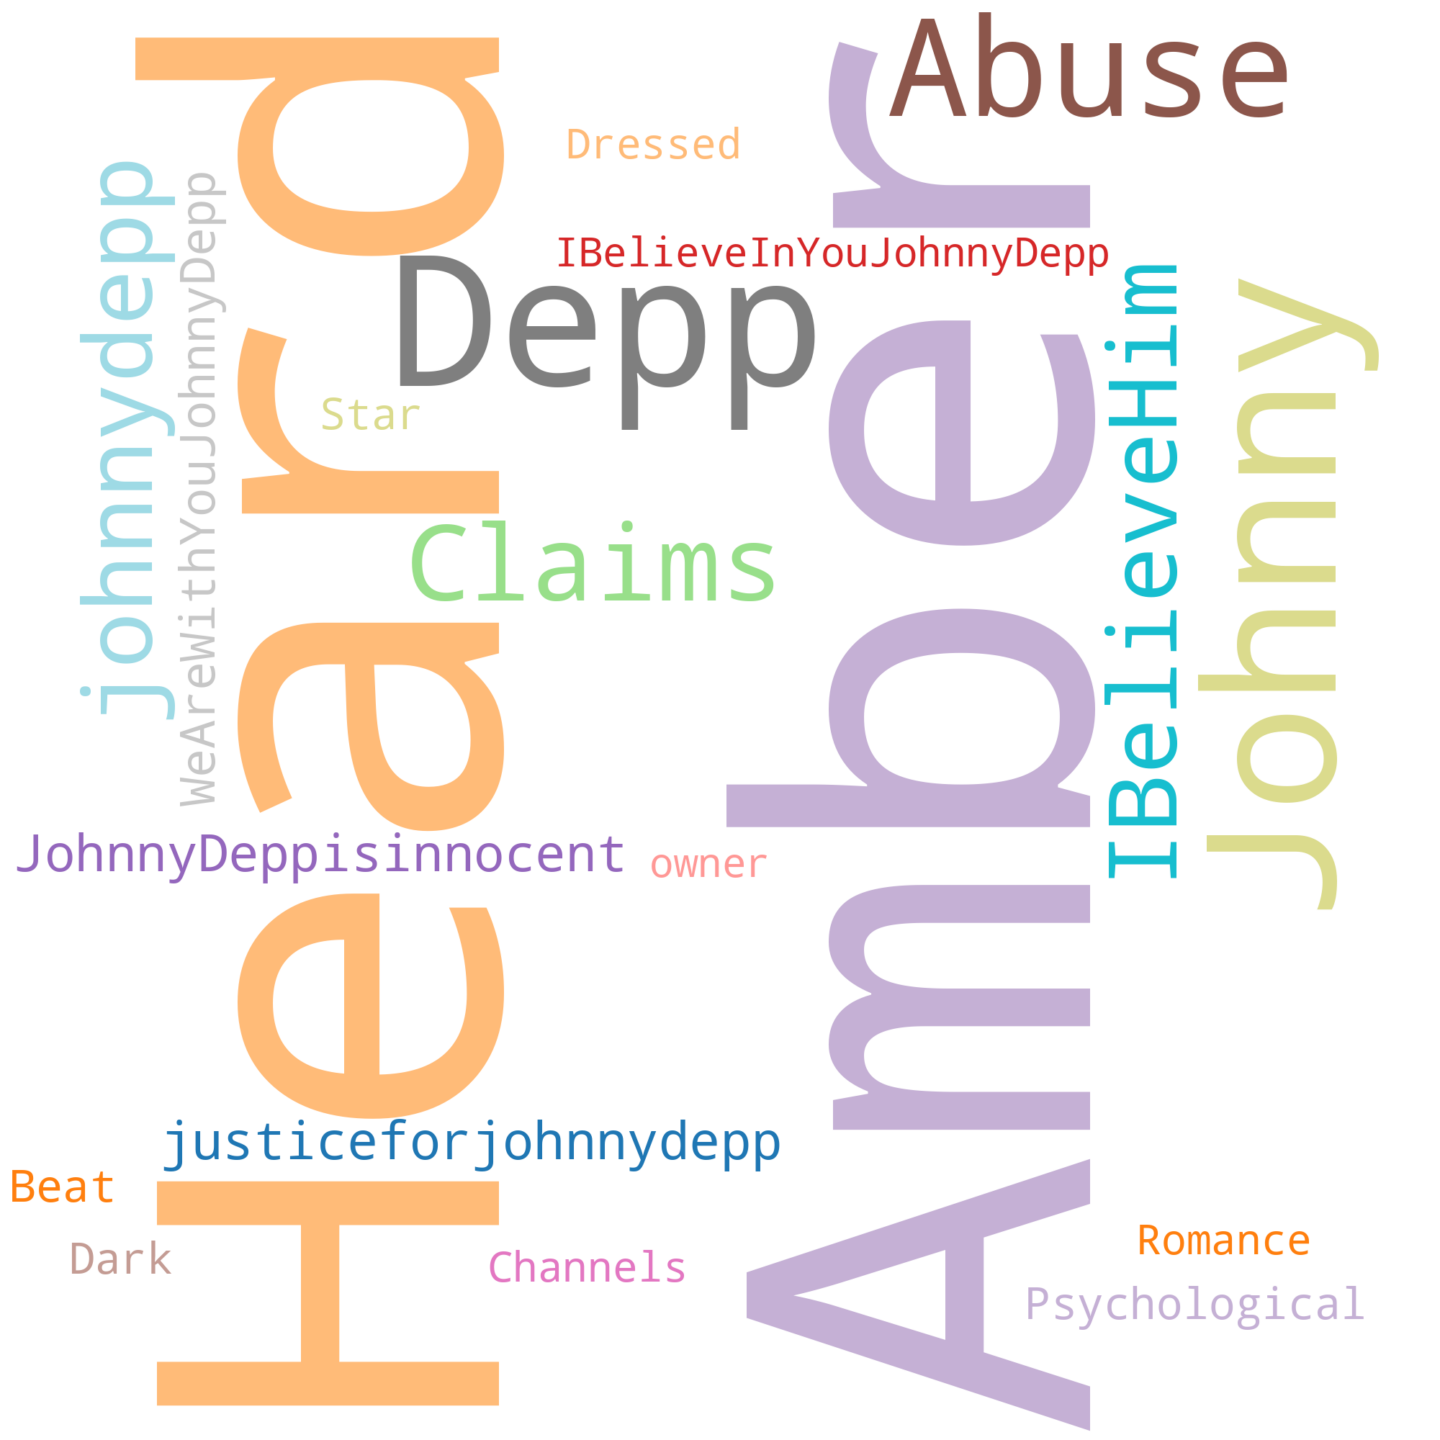 Abuse
Dressed
IBelieveInYouJohnnyDepp
Heard
Amber
johnnydepp
WeAreWithYouJohnnyDepp
Depp
IBelieveHim
Johnny
Star
Claims
JohnnyDeppisinnocent
owner
justiceforjohnnydepp
Beat
Dark
Channels
Romance
Psychological